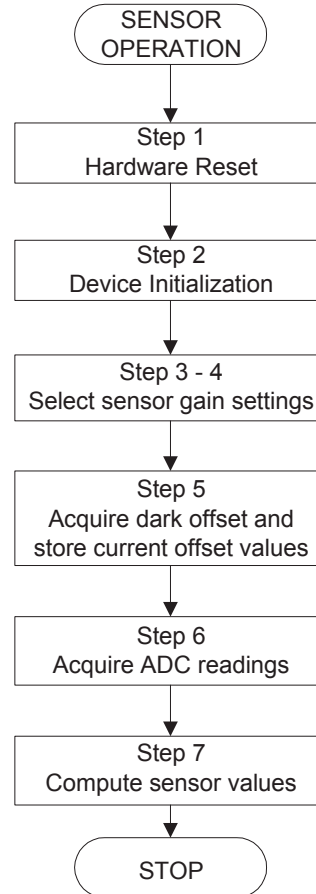 SENSOR
OPERATION
Step 1
Hardware Reset
Step 2
Device Initialization
Step 3 - 4
Select sensor gain settings
Step 5
Acquire dark offset and
store current offset values
Step 6
Acquire ADC readings
Step 7
Compute sensor values
STOP